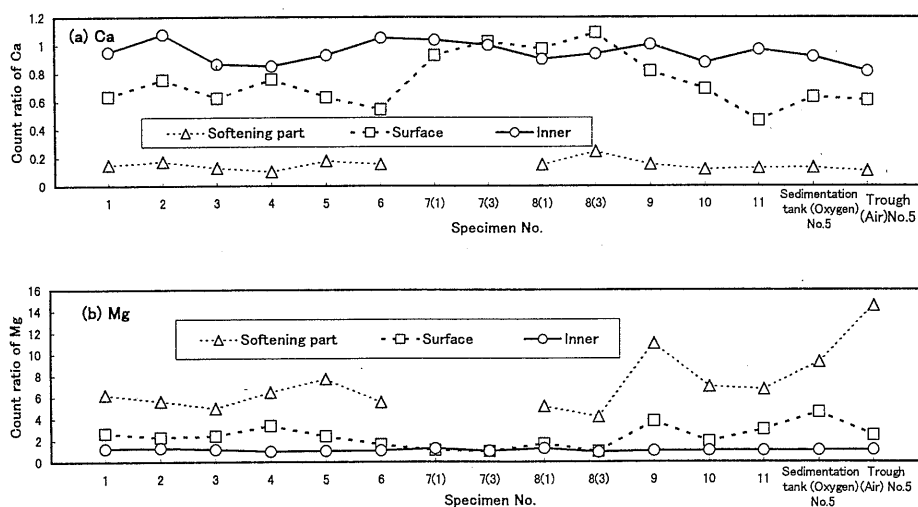 (a) Ca
Count ratio of Ca
1.2
1
0.8
0.6
0.4
0.2
0
Softening part Surface Inner
1 2 3 4 5 6 7(1) 7(3) 8(1) 8(3) 9 10 11 Sedimentation tank (Oxygen) No.5 Trough (Air)No.5
Specimen No.
(b) Mg
Count ratio of Mg
16
14
12
10
8
6
4
2
0
Softening part Surface Inner
1 2 3 4 5 6 7(1) 7(3) 8(1) 8(3) 9 10 11 Sedimentation tank (Oxygen) No.5 Trough (Air) No.5
Specimen No.